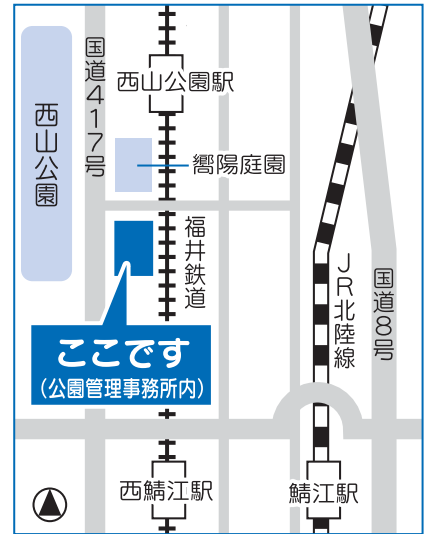 国道417号
西山公園駅
西山公園
嚮陽庭園
福井鉄道
JR北陸線
国道8号
ここです
(公園管理事務所内)
西鯖江駅
鯖江駅